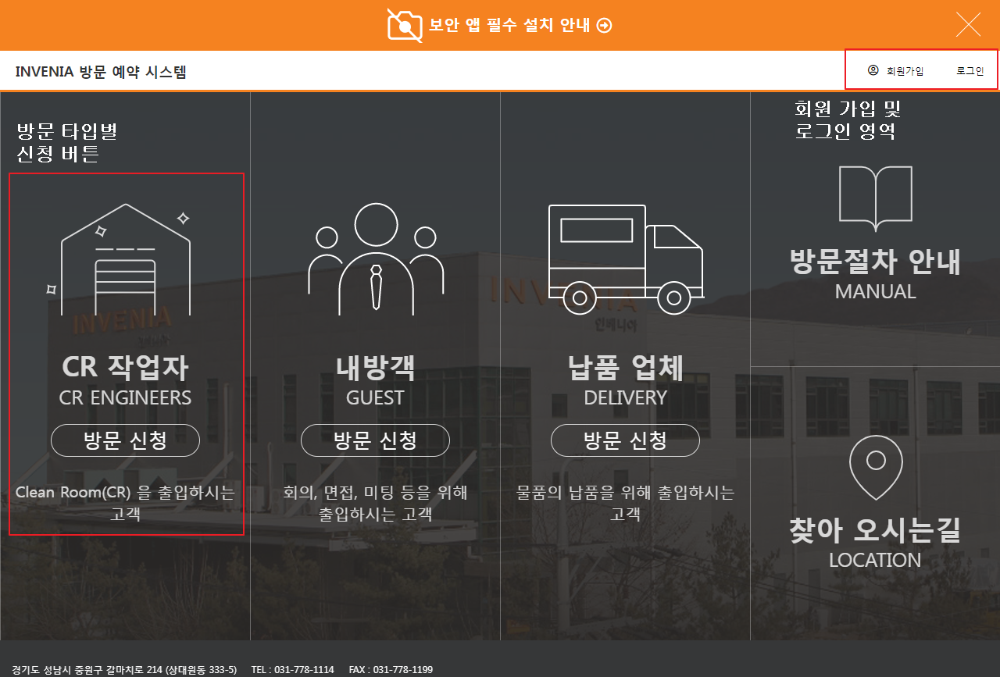 보안 앱 필수 설치 안내
INVENIA 방문 예약 시스템
회원가입
로그인
방문 타입별
신청 버튼
회원 가입 및
로그인 영역
INVENIA
CR 작업자
CR ENGINEERS
방문 신청
Clean Room(CR) 을 출입하시는
고객
내방객
GUEST
방문 신청
회의, 면접, 미팅 등을 위해
출입하시는 고객
INVENIA
인베니아
납품 업체
DELIVERY
방문 신청
물품의 납품을 위해 출입하시는
고객
방문절차 안내
MANUAL
찾아 오시는길
LOCATION
경기도 성남시 중원구 갈마치로 214 (상대원동 333-5) TEL : 031-778-1114 FAX : 031-778-1199